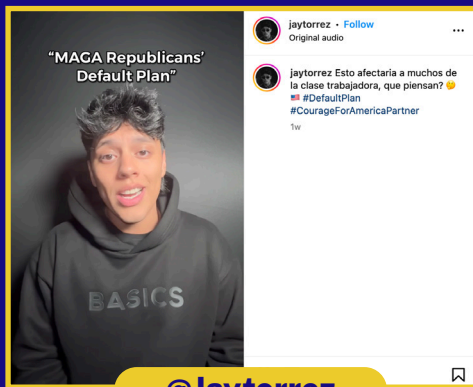 "MAGA Republicans'
Default Plan"
BASICS
jaytorrez • Follow
Original audio
jaytorrez Esto afectaria a muchos de
la clase trabajadora, que piensan? 🤔
🇺🇸 #DefaultPlan
#CourageForAmericaPartner
1w
@Jaytorrez